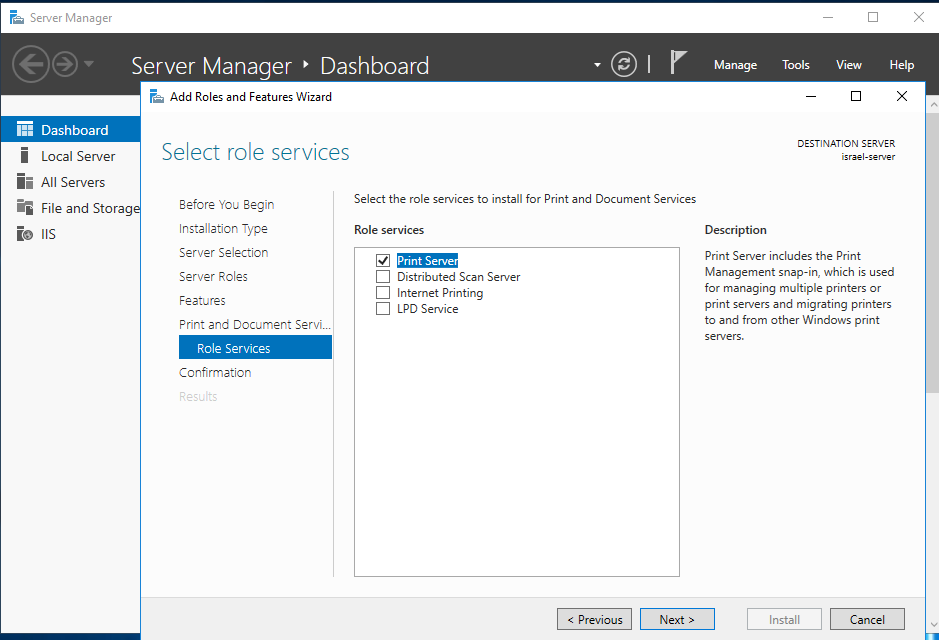 Server Manager
Server Manager
Dashboard
Manage
Tools
View
Help
Dashboard
Local Server
All Servers
File and Storage
IIS
Add Roles and Features Wizard
Select role services
DESTINATION SERVER
israel-server
Before You Begin
Installation Type
Server Selection
Server Roles
Features
Print and Document Servi...
Role Services
Confirmation
Results
Select the role services to install for Print and Document Services
Role services
Print Server
Distributed Scan Server
Internet Printing
LPD Service
Description
Print Server includes the Print
Management snap-in, which is used
for managing multiple printers or
print servers and migrating printers
to and from other Windows print
servers.
< Previous
Next >
Install
Cancel